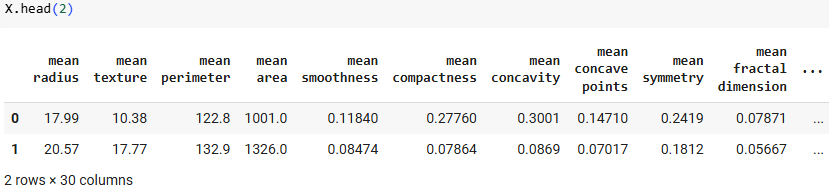 X.head(2)
mean radius mean texture mean perimeter mean area mean smoothness mean compactness mean concavity mean concave points mean symmetry mean fractal dimension ...
0 17.99 10.38 122.8 1001.0 0.11840 0.27760 0.3001 0.14710 0.2419 0.07871 ...
1 20.57 17.77 132.9 1326.0 0.08474 0.07864 0.0869 0.07017 0.1812 0.05667 ...
2 rows × 30 columns